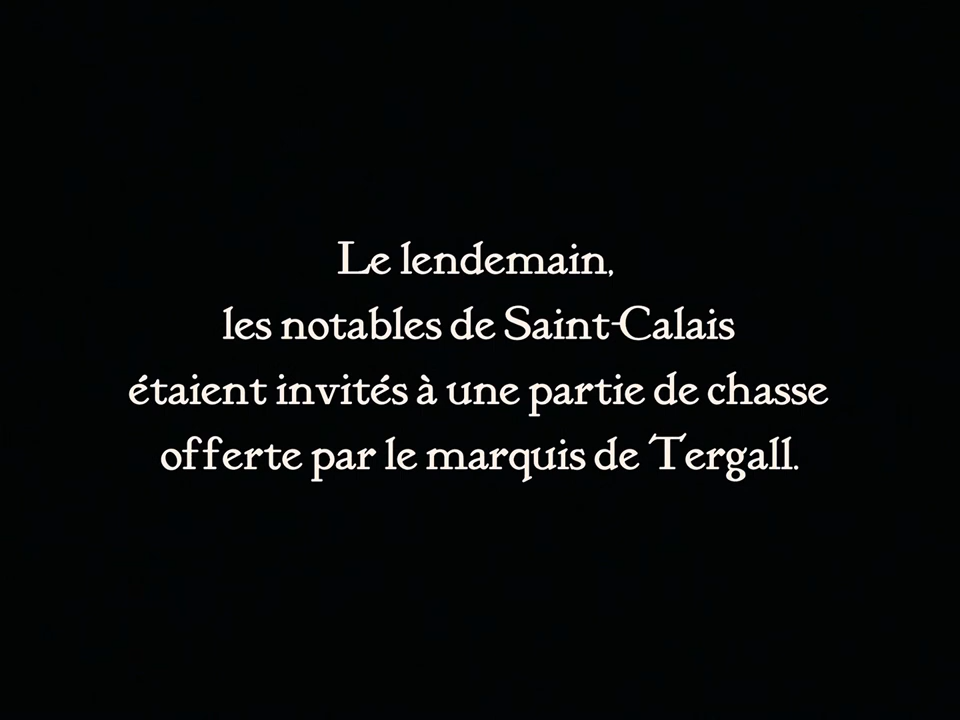 Le lendemain,
les notables de Saint-Calais
étaient invités à une partie de chasse
offerte par le marquis de Tergall.